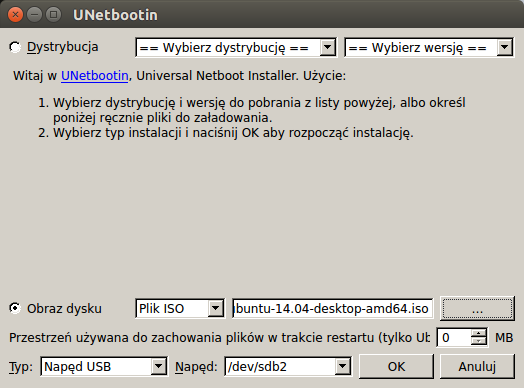 UNetbootin
Dystrybucja == Wybierz dystrybucję == == Wybierz wersję ==
Witaj w UNetbootin, Universal Netboot Installer. Użycie:
1. Wybierz dystrybucję i wersję do pobrania z listy powyżej, albo określ
poniżej ręcznie pliki do załadowania.
2. Wybierz typ instalacji i naciśnij OK aby rozpocząć instalację.
Obraz dysku Plik ISO ubuntu-14.04-desktop-amd64.iso ...
Przestrzeń używana do zachowania plików w trakcie restartu (tylko Ub 0 MB
Typ: Napęd USB Napęd: /dev/sdb2 OK Anuluj